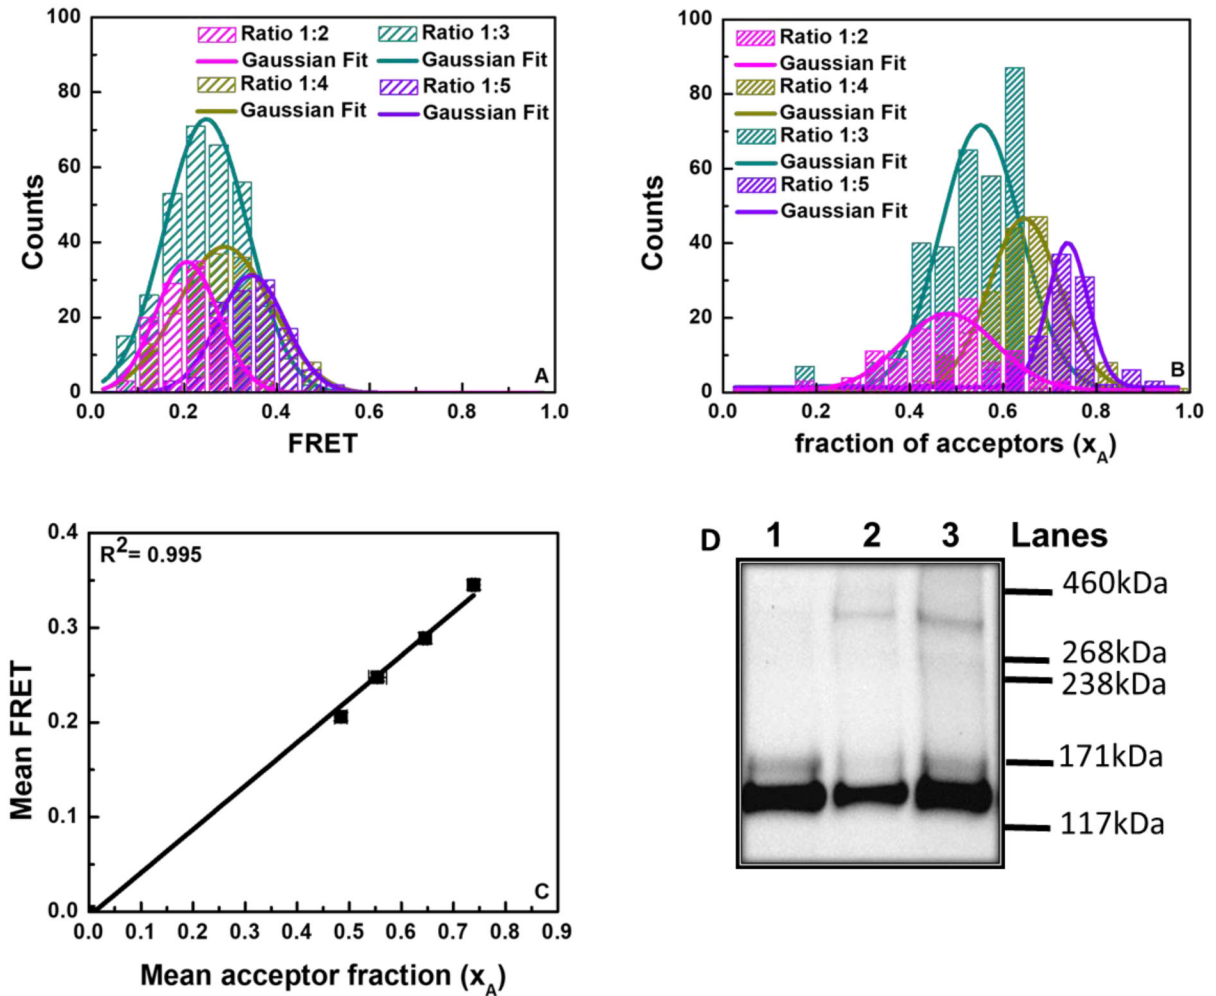 100
80
60
40
20
0
Counts
Ratio 1:2
Gaussian Fit
Ratio 1:4
Gaussian Fit
Ratio 1:3
Gaussian Fit
Ratio 1:5
Gaussian Fit
A
0.0 0.2 0.4 0.6 0.8 1.0
FRET
100
80
60
40
20
0
Counts
Ratio 1:2
Gaussian Fit
Ratio 1:4
Gaussian Fit
Ratio 1:3
Gaussian Fit
Ratio 1:5
Gaussian Fit
B
0.0 0.2 0.4 0.6 0.8 1.0
fraction of acceptors (xA)
0.4
0.3
0.2
0.1
0.0
Mean FRET
R2= 0.995
C
0.0 0.1 0.2 0.3 0.4 0.5 0.6 0.7 0.8 0.9
Mean acceptor fraction (xA)
D 1 2 3 Lanes
460kDa
268kDa
238kDa
171kDa
117kDa